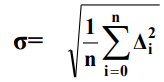 σ= √(1/n ∑_{i=0}^{n} Δ_i^2)